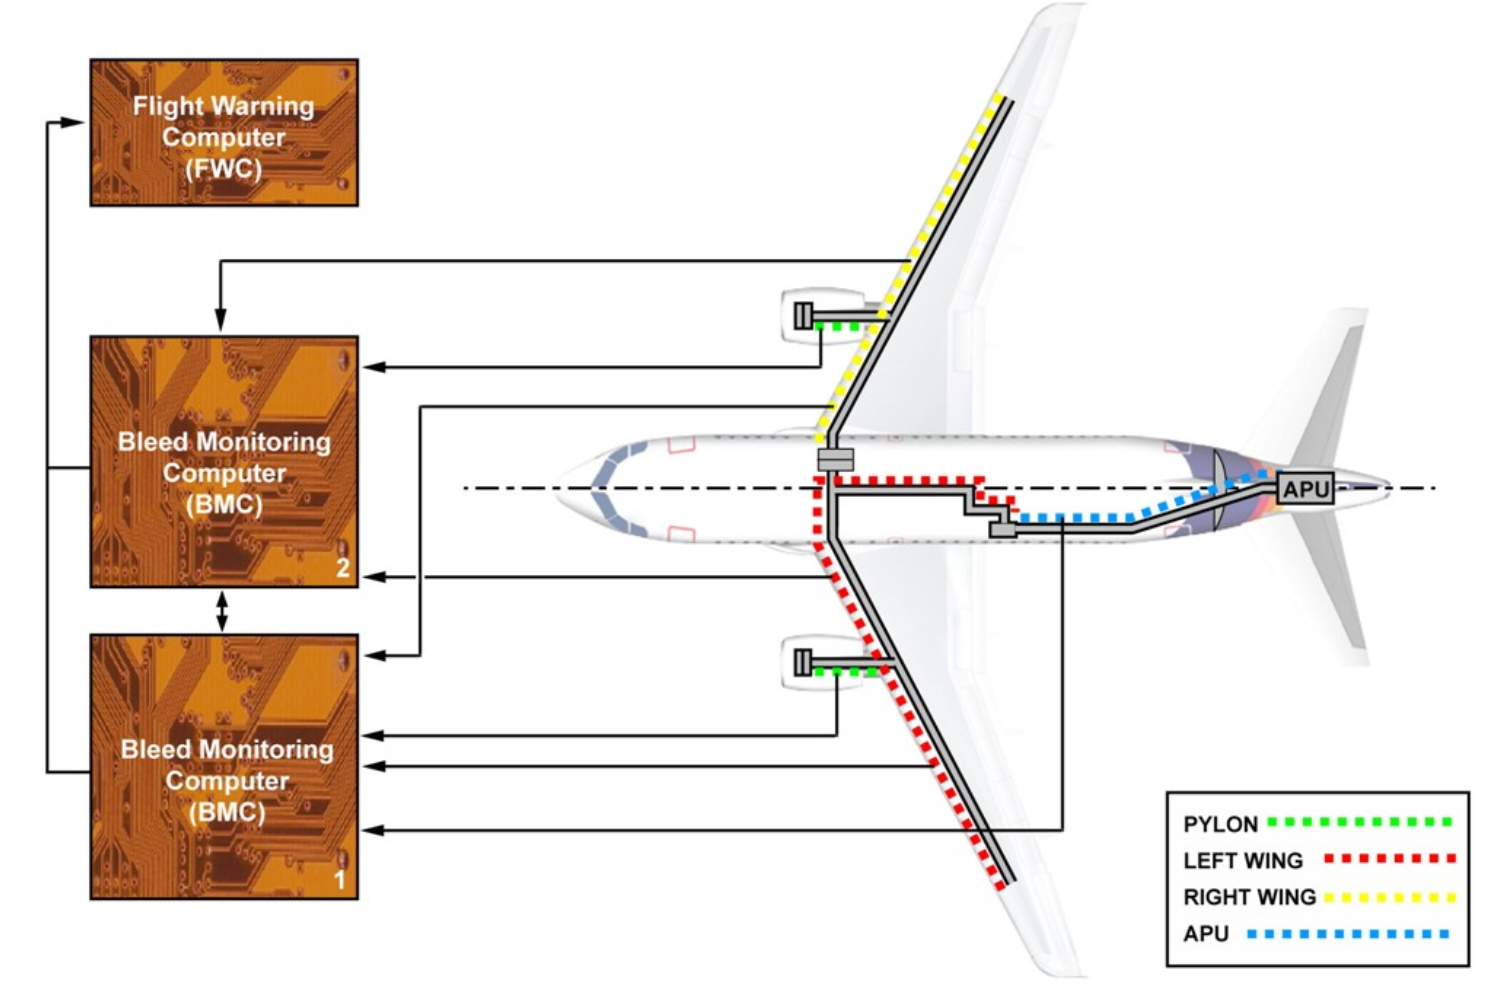 Flight Warning
Computer
(FWC)
Bleed Monitoring
Computer
(BMC)
2
Bleed Monitoring
Computer
(BMC)
1
APU
PYLON
LEFT WING
RIGHT WING
APU